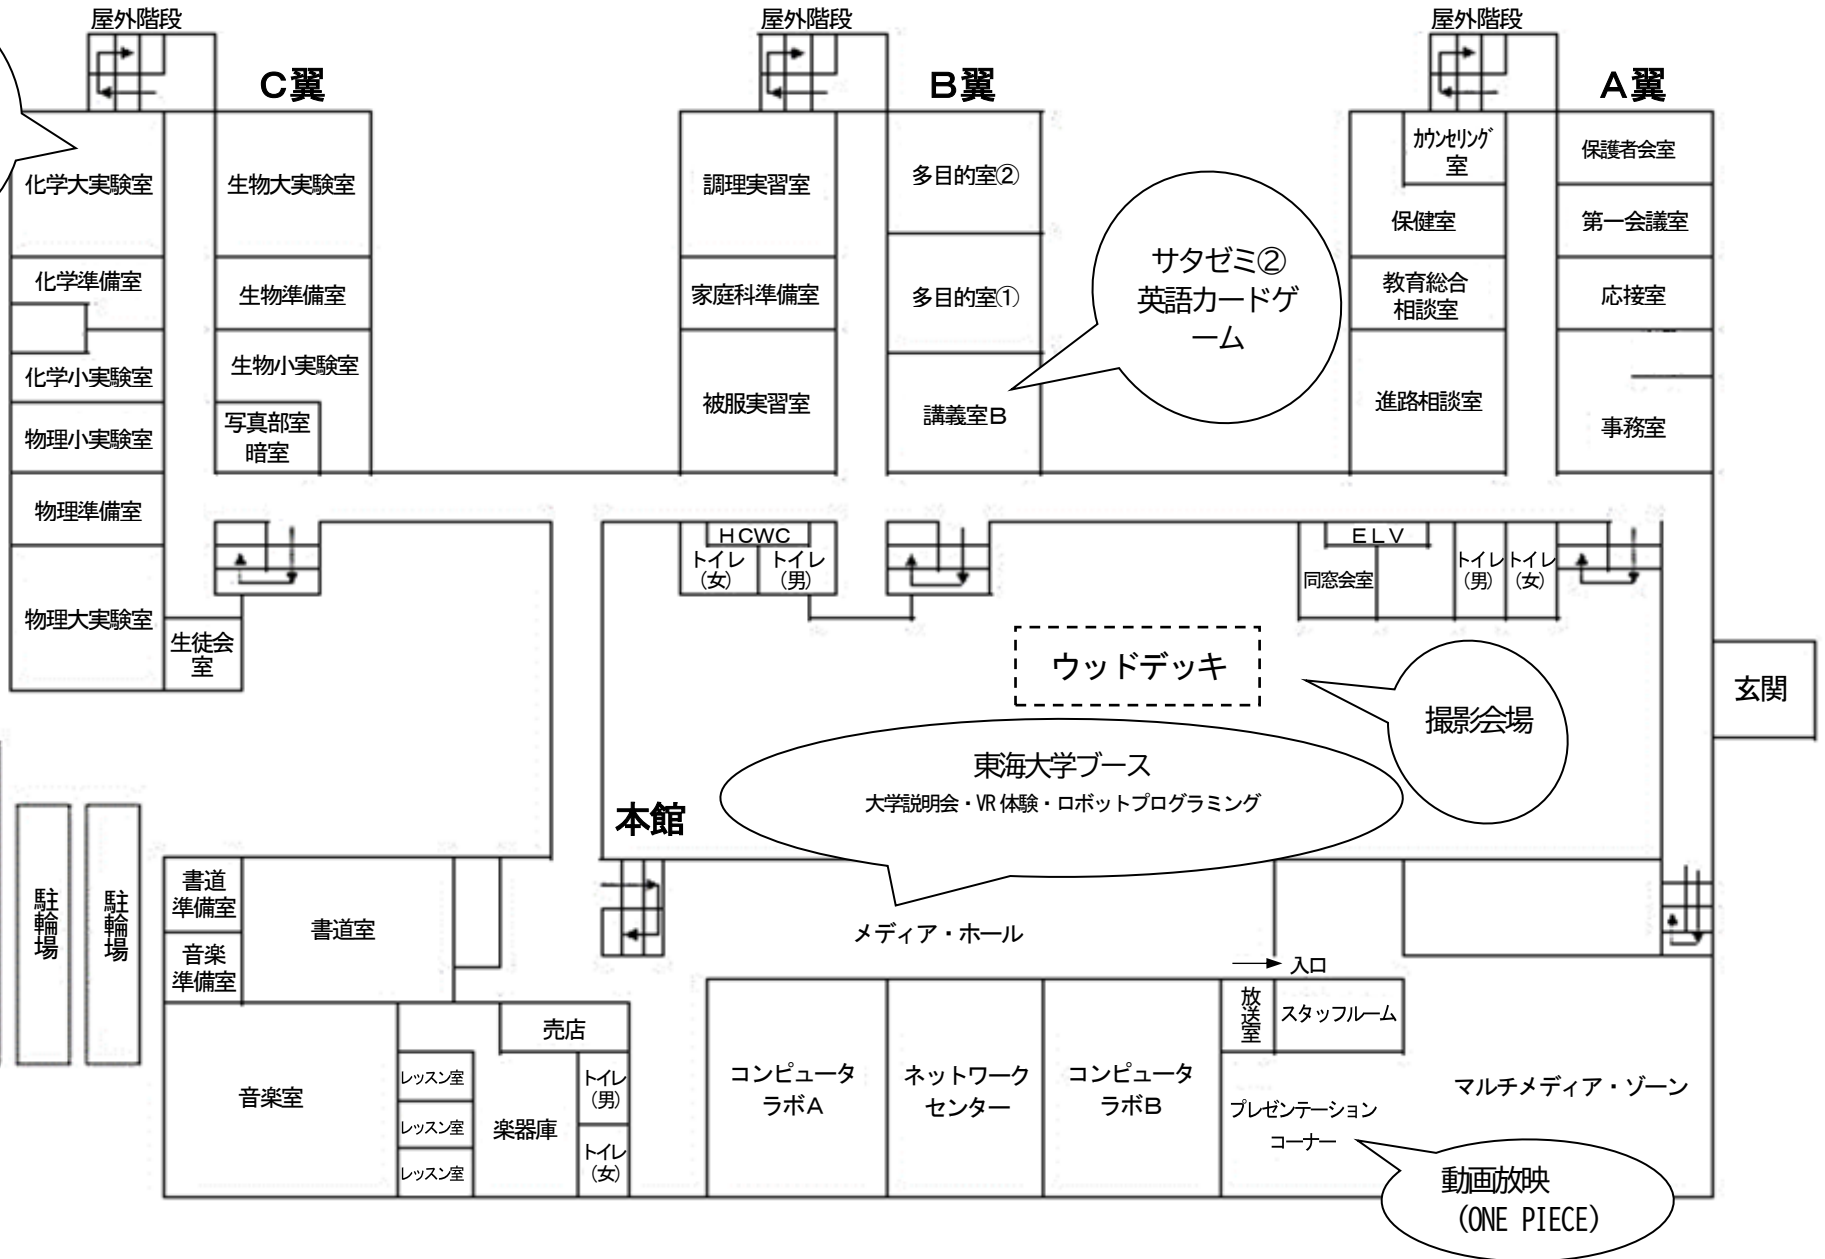 屋外階段
屋外階段
屋外階段
C翼
B翼
A翼
化学大実験室
生物大実験室
化学準備室
生物準備室
化学小実験室
生物小実験室
物理小実験室
写真部室
暗室
物理準備室
物理大実験室
生徒会
室
調理実習室
多目的室②
家庭科準備室
多目的室①
被服実習室
講義室B
サタゼミ②
英語カードゲ
ーム
カウンセリング
室
保護者会室
保健室
第一会議室
教育総合
相談室
応接室
進路相談室
事務室
HCWC
トイレ
(女)
トイレ
(男)
ELV
同窓会室
トイレ
(男)
トイレ
(女)
ウッドデッキ
撮影会場
玄関
東海大学ブース
大学説明会・VR体験・ロボットプログラミング
本館
駐輪場
駐輪場
書道
準備室
書道室
音楽
準備室
メディア・ホール
入口
売店
放送室
スタッフルーム
音楽室
レッスン室
レッスン室
レッスン室
楽器庫
トイレ
(男)
トイレ
(女)
コンピュータ
ラボA
ネットワーク
センター
コンピュータ
ラボB
プレゼンテーション
コーナー
マルチメディア・ゾーン
動画放映
(ONE PIECE)